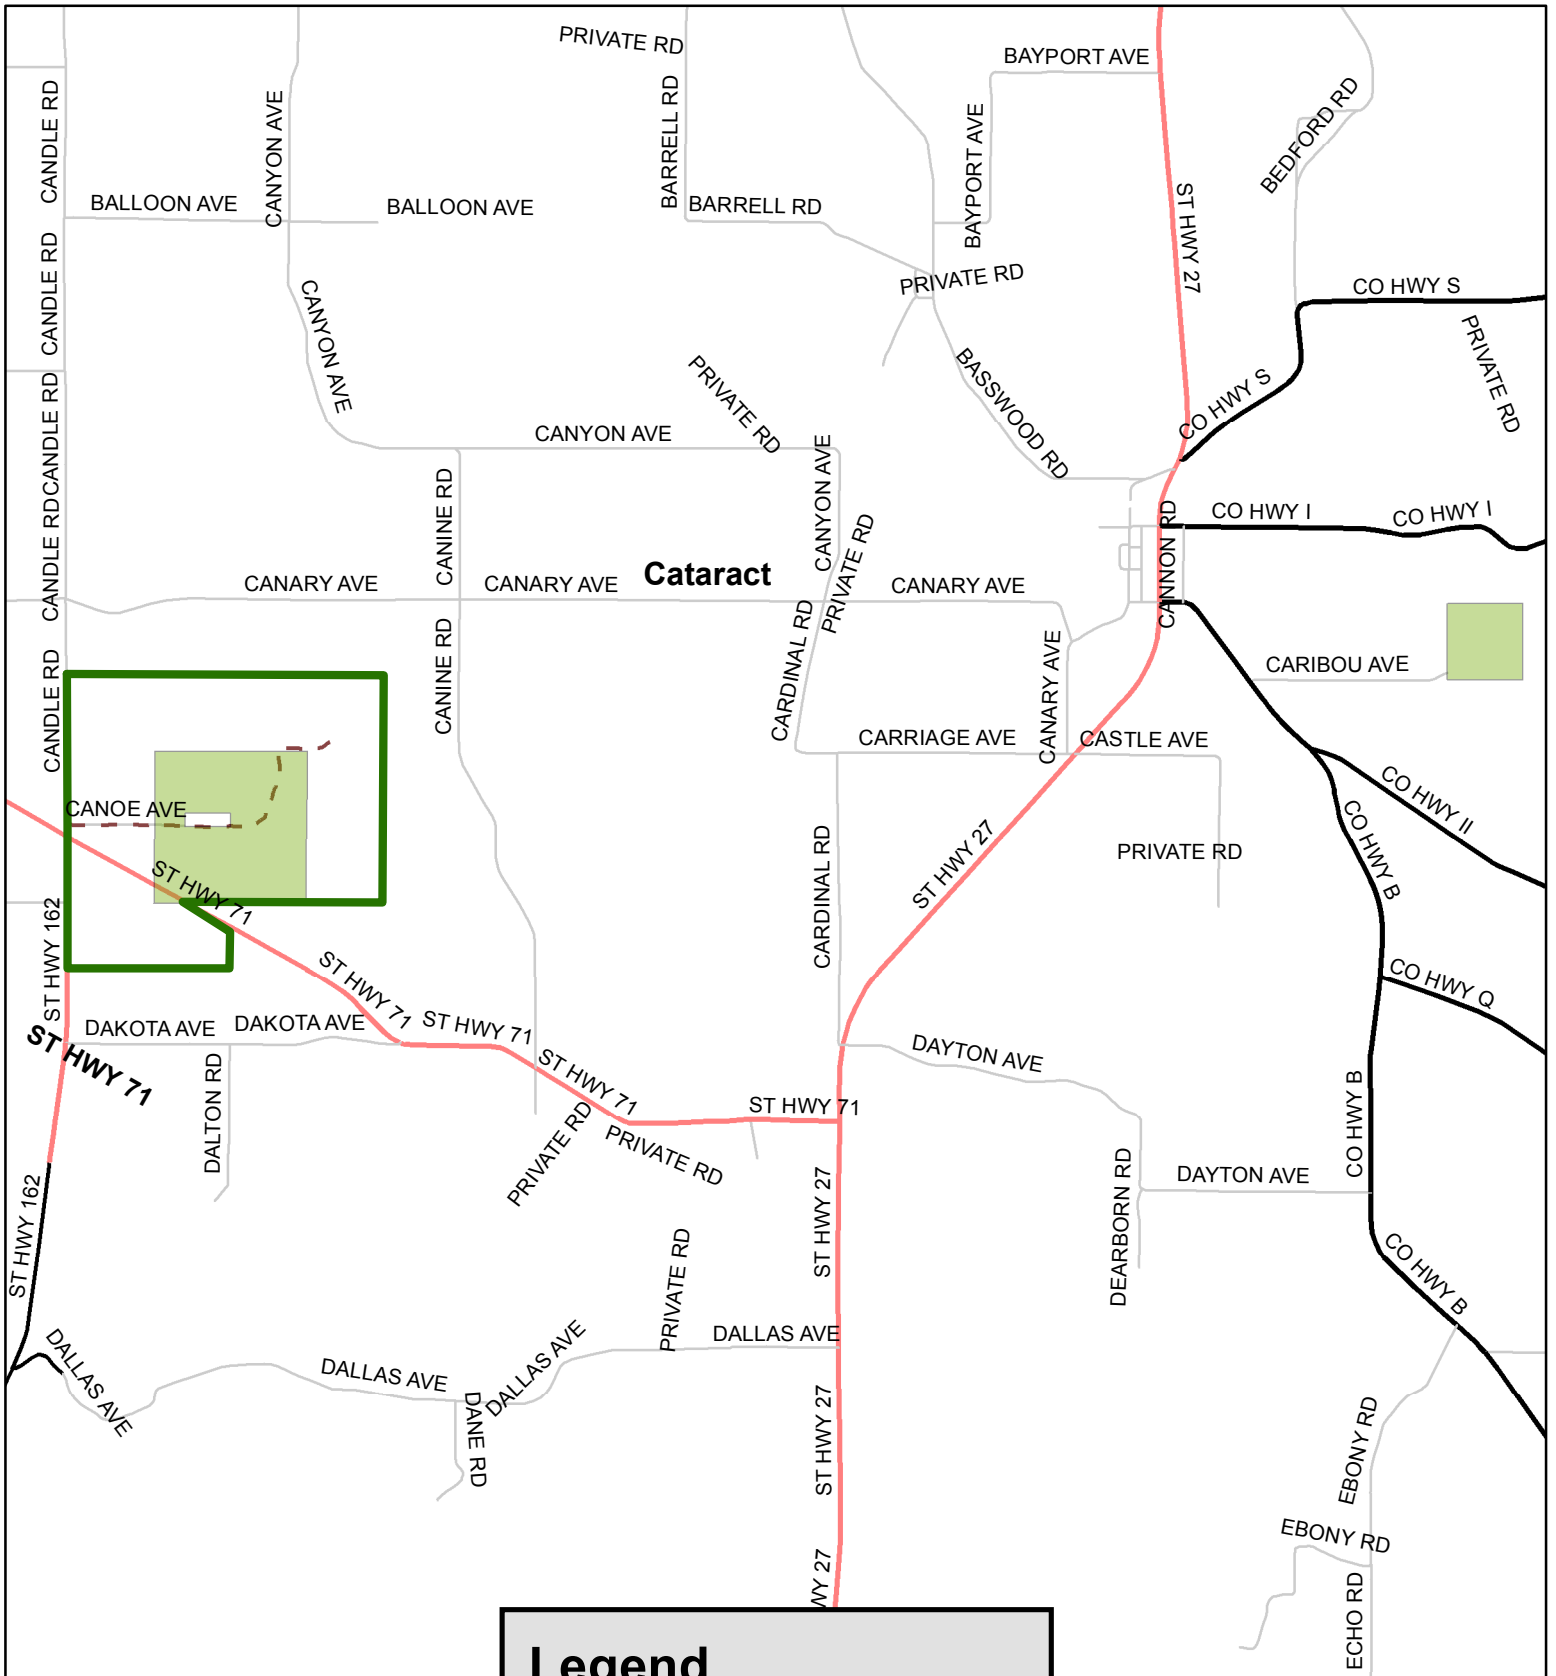 PRIVATE RD
BAYPORT AVE
CANDLE RD
CANYON AVE
BARRELL RD
BAYPORT AVE
BEDFORD RD
BALLOON AVE
BALLOON AVE
BARRELL RD
ST HWY 27
CANDLE RD
PRIVATE RD
CO HWY S
CANYON AVE
PRIVATE RD
PRIVATE RD
BASSWOOD RD
CO HWY S
CANDLE RD
CANYON AVE
CANYON AVE
CANINE RD
CANDLE RD
CANNON RD
CO HWY I
CO HWY I
PRIVATE RD
CANARY AVE
CANARY AVE
Cataract
CANARY AVE
CARDINAL RD
CANINE RD
CANARY AVE
CARIBOU AVE
CANDLE RD
CARRIAGE AVE
CASTLE AVE
CANOE AVE
CO HWY II
CO HWY B
CARDINAL RD
ST HWY 27
PRIVATE RD
ST HWY 71
ST HWY 162
ST HWY 71
CO HWY Q
DAKOTA AVE
DAKOTA AVE
ST HWY 71
ST HWY 71
DAYTON AVE
ST HWY 71
DALTON RD
ST HWY 71
CO HWY B
PRIVATE RD
PRIVATE RD
DEARBORN RD
DAYTON AVE
ST HWY 162
ST HWY 27
PRIVATE RD
CO HWY B
DALLAS AVE
DALLAS AVE
DALLAS AVE
DALLAS AVE
DANE RD
ST HWY 27
EBONY RD
EBONY RD
WY 27
ECHO RD
Legend